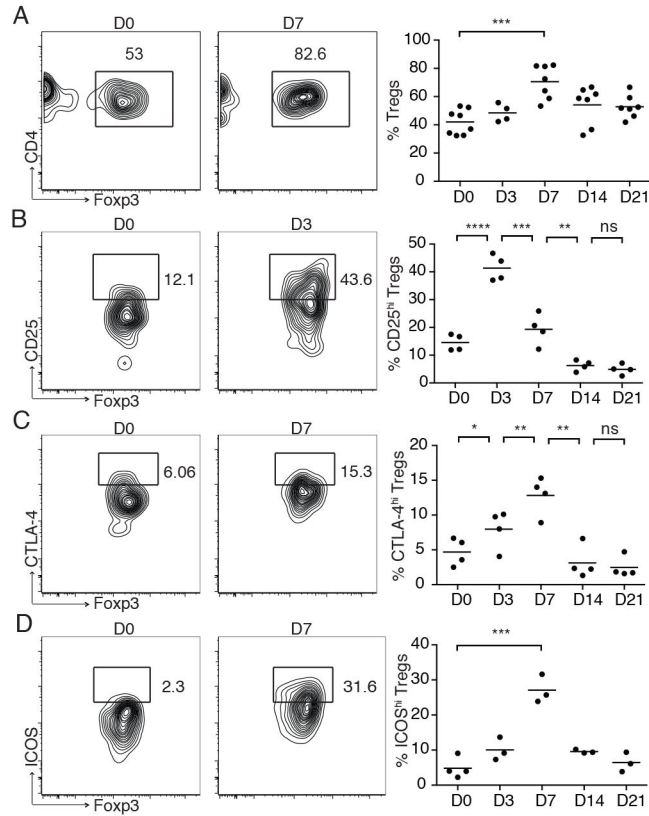 A
D0
D7
53
82.6
CD4
Foxp3
***
% Tregs
100
80
60
40
20
0
D0 D3 D7 D14 D21
B
D0
D3
12.1
43.6
CD25
Foxp3
**** *** ** ns
% CD25hi Tregs
50
40
30
20
10
0
D0 D3 D7 D14 D21
C
D0
D7
6.06
15.3
CTLA-4
Foxp3
* ** ** ns
% CTLA-4hi Tregs
20
15
10
5
0
D0 D3 D7 D14 D21
D
D0
D7
2.3
31.6
ICOS
Foxp3
***
% ICOShi Tregs
40
30
20
10
0
D0 D3 D7 D14 D21